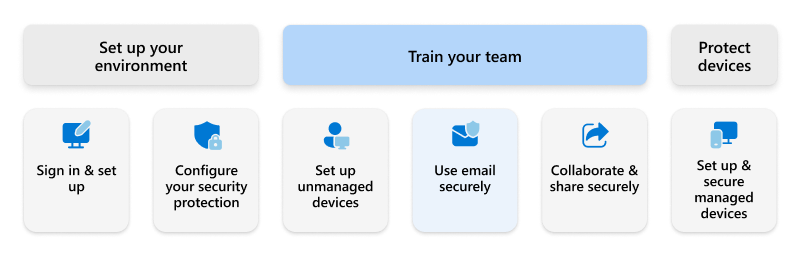 Set up your
environment
Train your team
Protect
devices
Sign in & set
up
Configure
your security
protection
Set up
unmanaged
devices
Use email
securely
Collaborate &
share securely
Set up &
secure
managed
devices